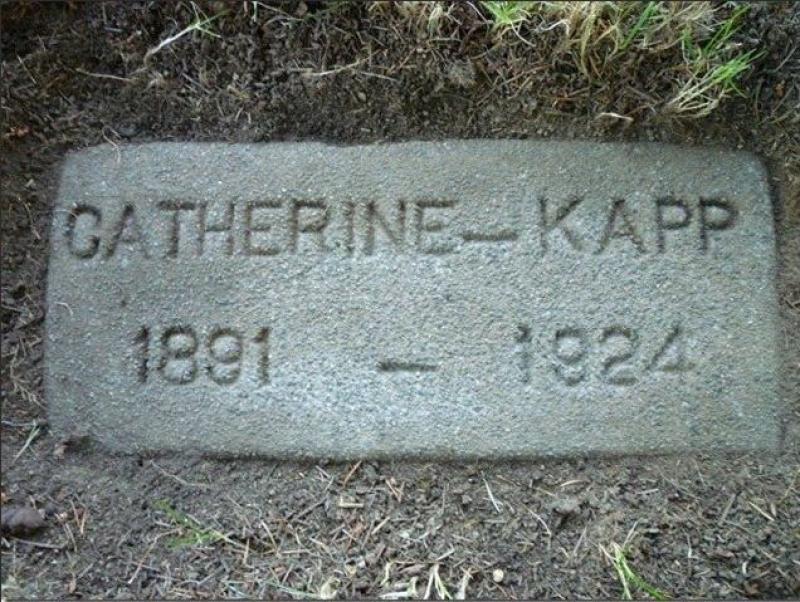 CATHERINE — KAPP
1891 — 1924